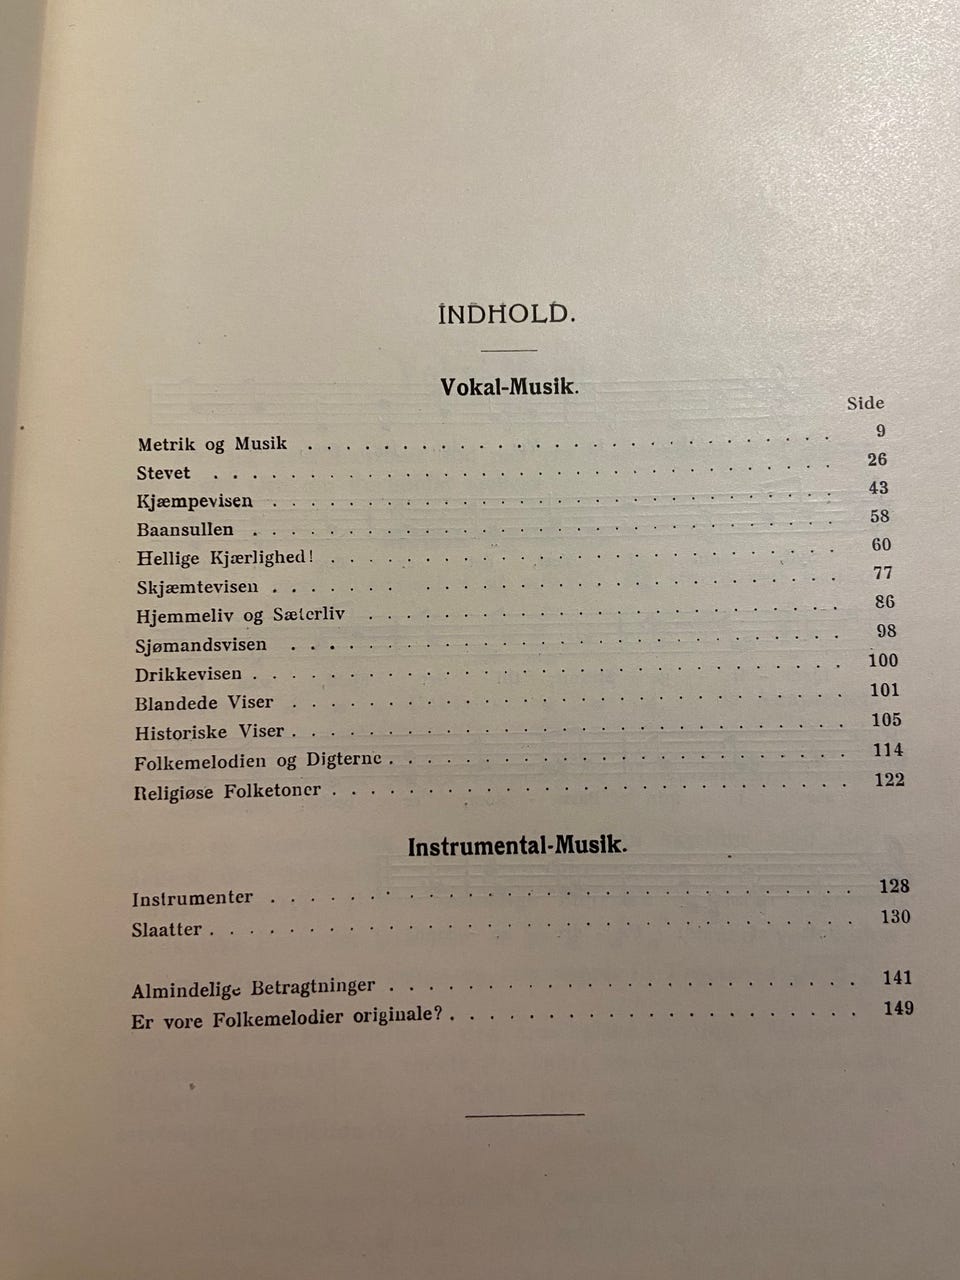 INDHOLD.
Vokal-Musik.
Side
Metrik og Musik . . . . . . . . . . . . . . . . . . . . . 9
Stevet . . . . . . . . . . . . . . . . . . . . . 26
Kjæmpevisen . . . . . . . . . . . . . . . . . . . . . 43
Baansullen . . . . . . . . . . . . . . . . . . . . . 58
Hellige Kjærlighed! . . . . . . . . . . . . . . . . . . . . . 60
Skjæmtevisen . . . . . . . . . . . . . . . . . . . . . 77
Hjemmeliv og Sæterliv . . . . . . . . . . . . . . . . . . . . . 86
Sjømandsvisen . . . . . . . . . . . . . . . . . . . . . 98
Drikkevisen . . . . . . . . . . . . . . . . . . . . . 100
Blandede Viser . . . . . . . . . . . . . . . . . . . . . 101
Historiske Viser . . . . . . . . . . . . . . . . . . . . . 105
Folkemelodien og Digterne . . . . . . . . . . . . . . . . . . . . . 114
Religiøse Folketoner . . . . . . . . . . . . . . . . . . . . . 122
Instrumental-Musik.
Instrumenter . . . . . . . . . . . . . . . . . . . . . 128
Slaatter . . . . . . . . . . . . . . . . . . . . . 130
Almindelige Betragtninger . . . . . . . . . . . . . . . . . . . . . 141
Er vore Folkemelodier originale? . . . . . . . . . . . . . . . . . . . . . 149